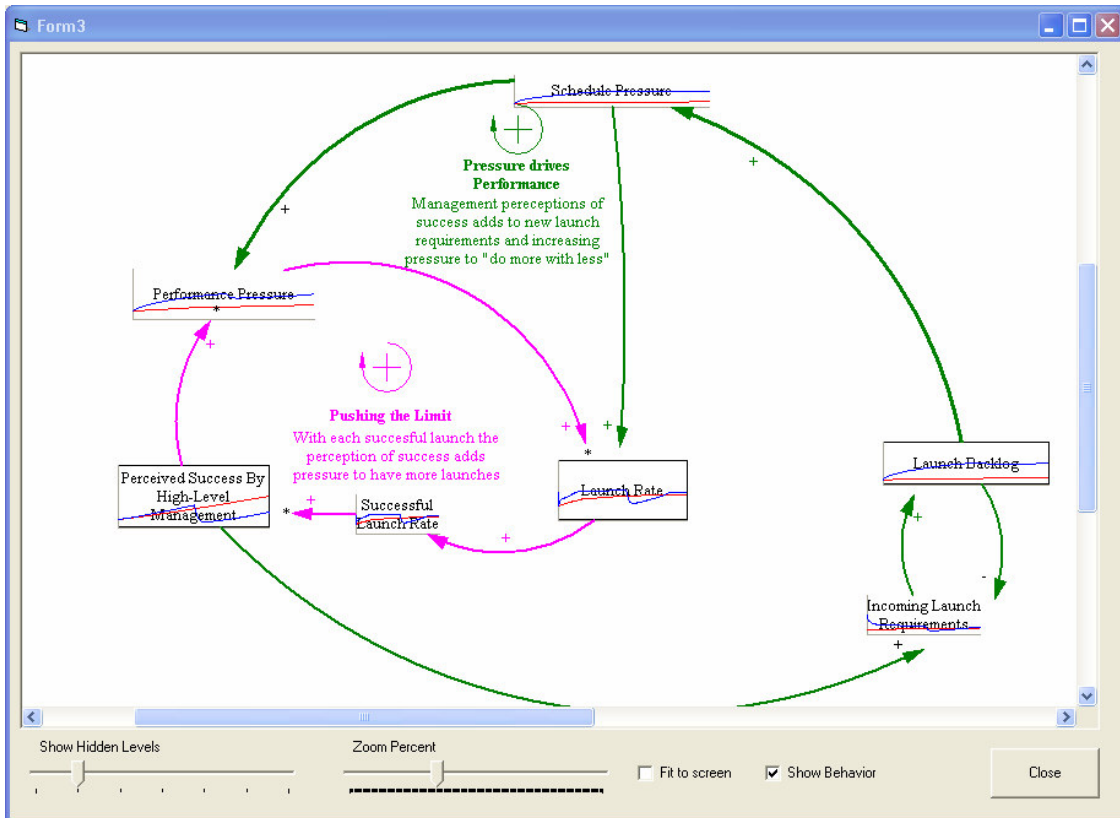 Form3
Schedule Pressure
+
Pressure drives
Performance
Management pereceptions of
success adds to new launch
requirements and increasing
pressure to "do more with less"
+
+
Performance Pressure
*
+
+
Pushing the Limit
With each succesful launch the
perception of success adds
pressure to have more launches
+
+
*
Perceived Success By
High-Level
Management
*
+
Successful
Launch Rate
+
Launch Rate
Launch Backlog
+
-
Incoming Launch
Requirements
+
Show Hidden Levels
Zoom Percent
Fit to screen
Show Behavior
Close